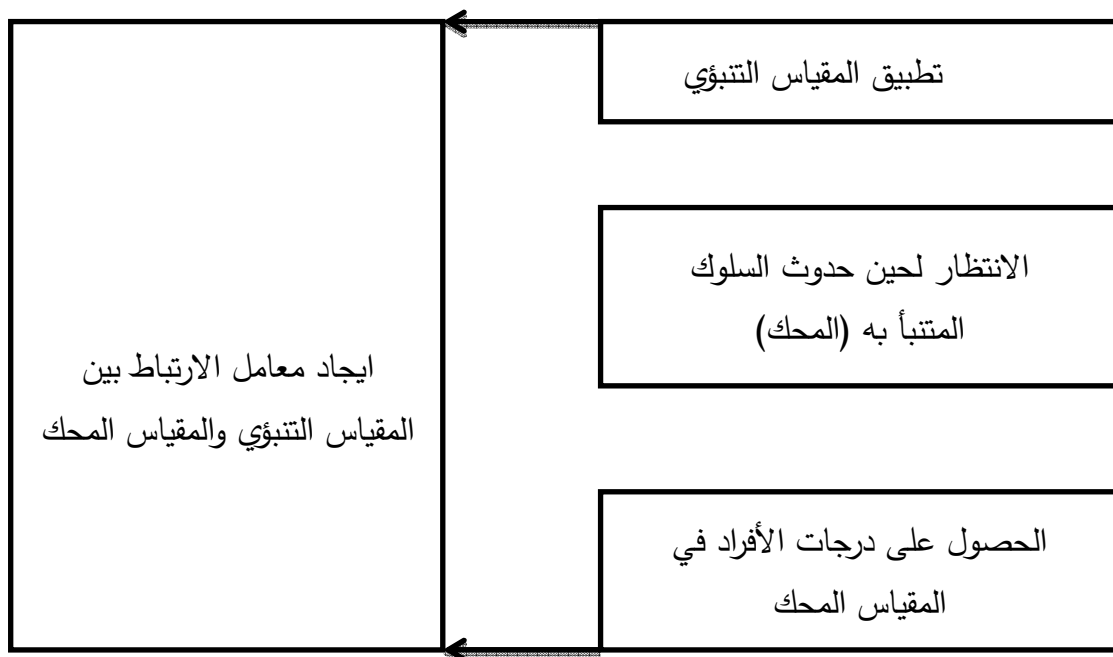 تطبيق المقياس التنبؤي
الانتظار لحين حدوث السلوك
المتنبأ به (المحك)
الحصول على درجات الأفراد في
المقياس المحك
ايجاد معامل الارتباط بين
المقياس التنبؤي والمقياس المحك